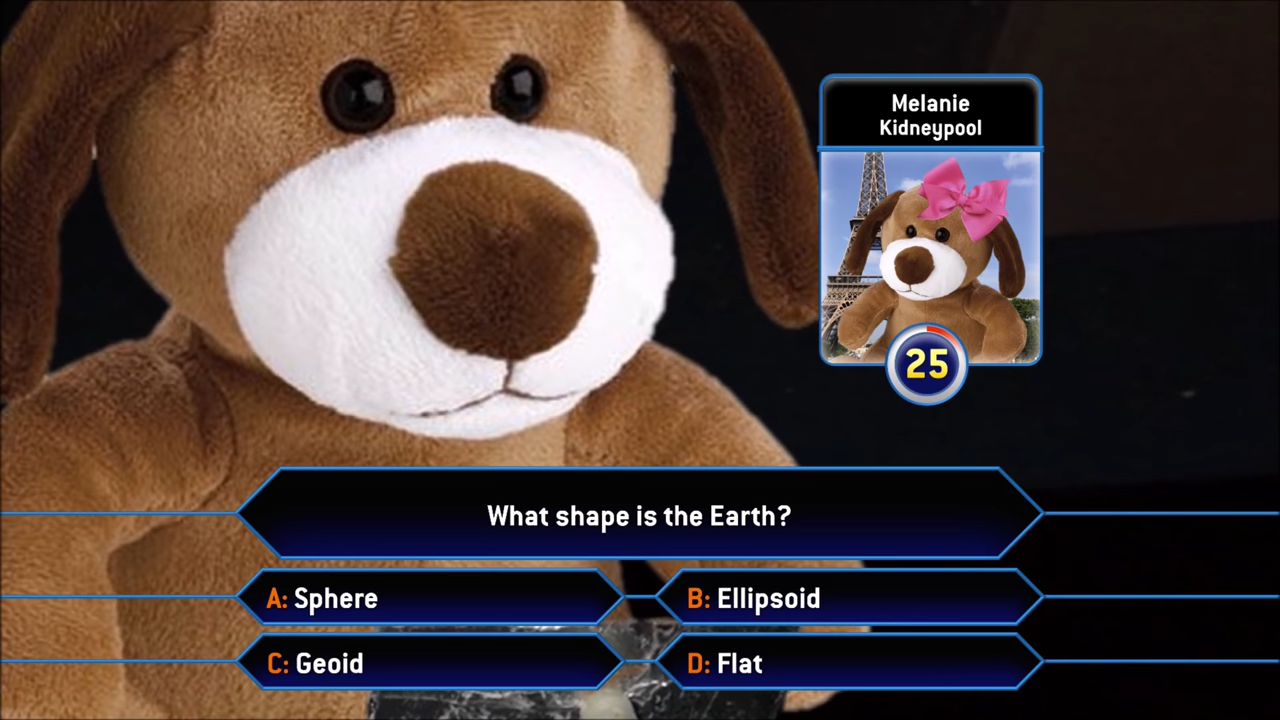 Melanie
Kidneypool
25
What shape is the Earth?
A: Sphere
B: Ellipsoid
C: Geoid
D: Flat